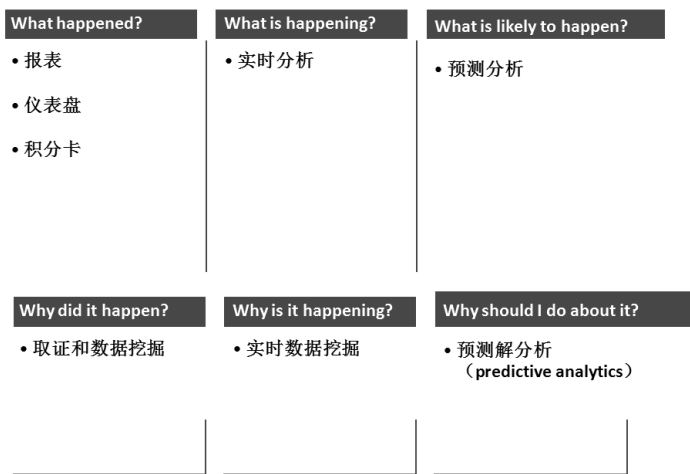 What happened?
• 报表
• 仪表盘
• 积分卡
What is happening?
• 实时分析
What is likely to happen?
• 预测分析
Why did it happen?
• 取证和数据挖掘
Why is it happening?
• 实时数据挖掘
Why should I do about it?
• 预测解分析
（predictive analytics）